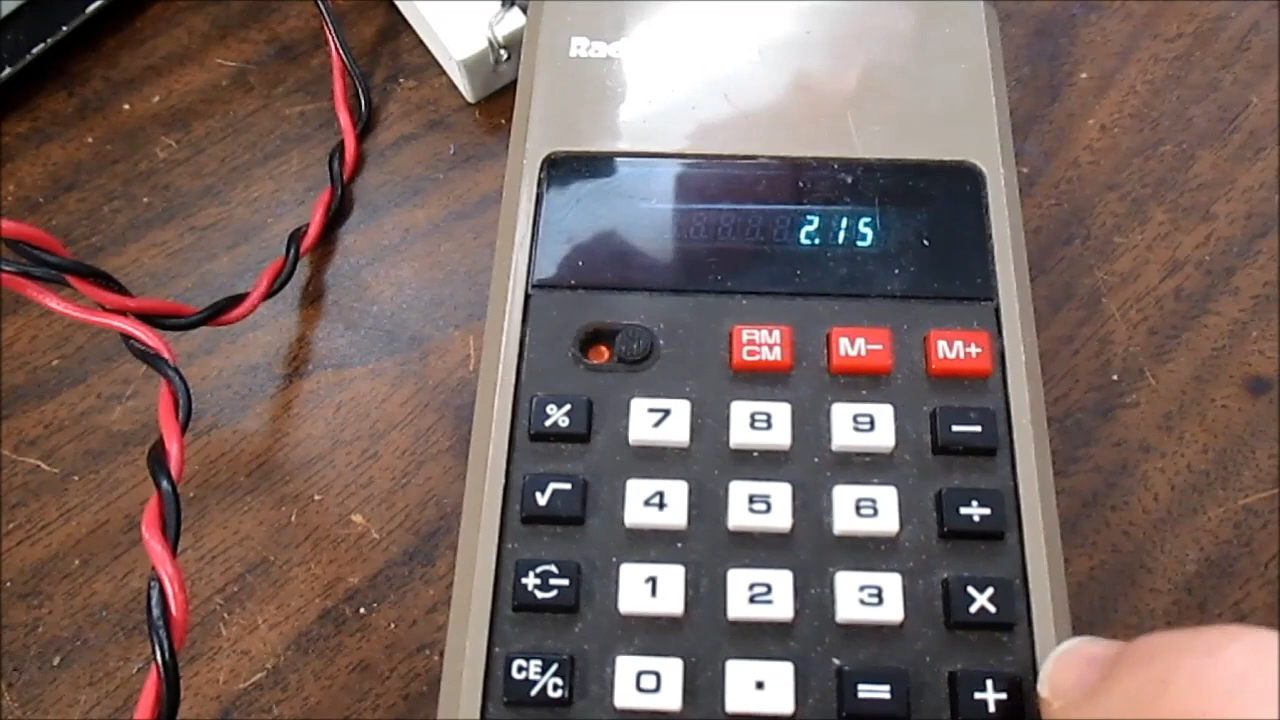 Rad
2.15
RM M− M+
CM
% 7 8 9 −
√ 4 5 6 ÷
+− 1 2 3 ×
CE/C 0 . = +